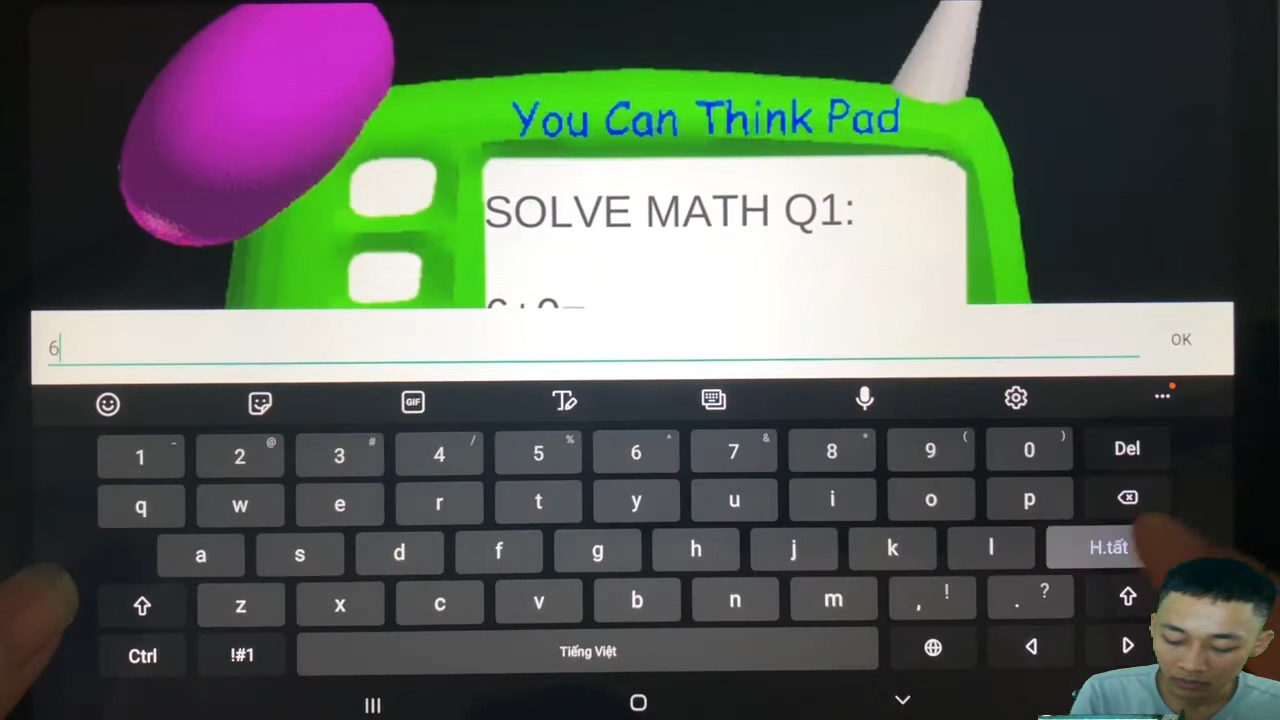 You Can Think Pad
SOLVE MATH Q1:
6
OK
GIF
1 - 2 @ 3 # 4 / 5 % 6 ^ 7 & 8 * 9 ( 0 ) Del
q w e r t y u i o p
a s d f g h j k l H.tất
z x c v b n m , ! . ?
Ctrl !#1 Tiếng Việt